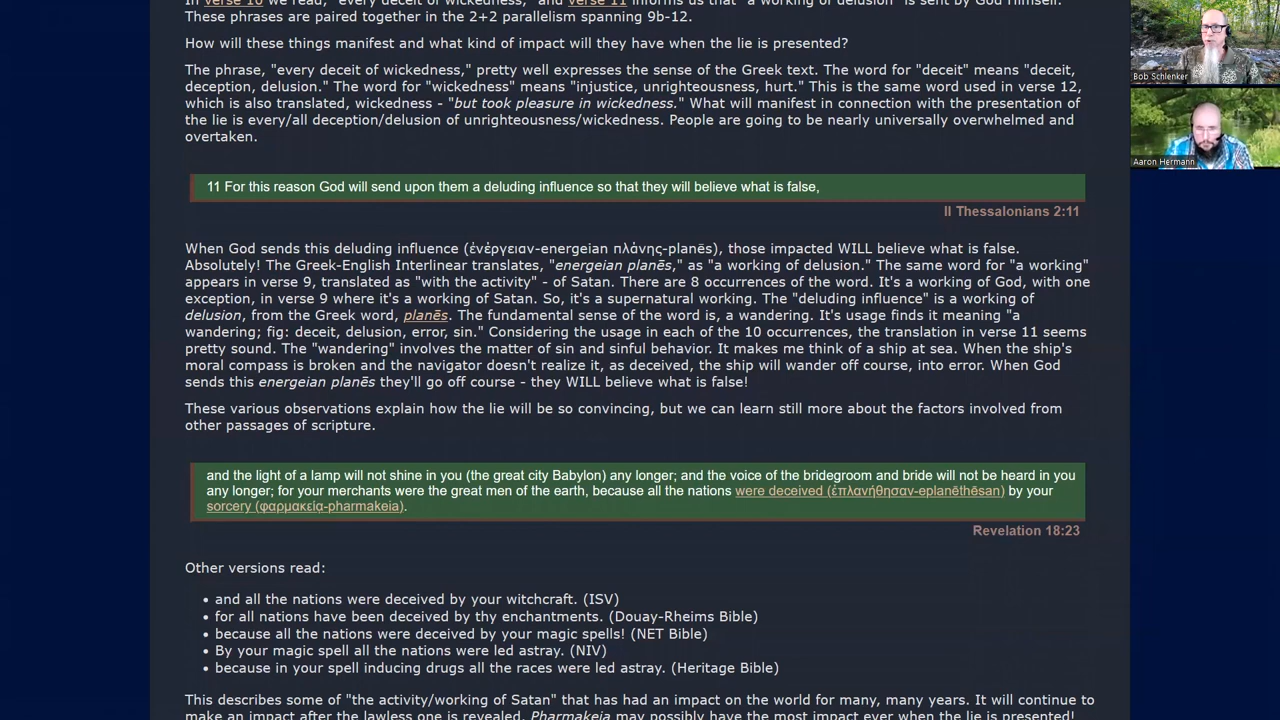 In verse 10 we read, "every deceit of wickedness," and verse 11 informs us that "a working of delusion" is sent by God Himself.
These phrases are paired together in the 2+2 parallelism spanning 9b-12.
How will these things manifest and what kind of impact will they have when the lie is presented?
The phrase, "every deceit of wickedness," pretty well expresses the sense of the Greek text. The word for "deceit" means "deceit,
deception, delusion." The word for "wickedness" means "injustice, unrighteousness, hurt." This is the same word used in verse 12,
which is also translated, wickedness - "but took pleasure in wickedness." What will manifest in connection with the presentation of
the lie is every/all deception/delusion of unrighteousness/wickedness. People are going to be nearly universally overwhelmed and
overtaken.
11 For this reason God will send upon them a deluding influence so that they will believe what is false,
II Thessalonians 2:11
When God sends this deluding influence (ἐνέργειαν-energeian πλάνης-planēs), those impacted WILL believe what is false.
Absolutely! The Greek-English Interlinear translates, "energeian planēs," as "a working of delusion." The same word for "a working"
appears in verse 9, translated as "with the activity" - of Satan. There are 8 occurrences of the word. It's a working of God, with one
exception, in verse 9 where it's a working of Satan. So, it's a supernatural working. The "deluding influence" is a working of
delusion, from the Greek word, planēs. The fundamental sense of the word is, a wandering. It's usage finds it meaning "a
wandering; fig: deceit, delusion, error, sin." Considering the usage in each of the 10 occurrences, the translation in verse 11 seems
pretty sound. The "wandering" involves the matter of sin and sinful behavior. It makes me think of a ship at sea. When the ship's
moral compass is broken and the navigator doesn't realize it, as deceived, the ship will wander off course, into error. When God
sends this energeian planēs they'll go off course - they WILL believe what is false!
These various observations explain how the lie will be so convincing, but we can learn still more about the factors involved from
other passages of scripture.
and the light of a lamp will not shine in you (the great city Babylon) any longer; and the voice of the bridegroom and bride will not be heard in you
any longer; for your merchants were the great men of the earth, because all the nations were deceived (ἐπλανήθησαν-eplanēthēsan) by your
sorcery (φαρμακείᾳ-pharmakeia).
Revelation 18:23
Other versions read:
• and all the nations were deceived by your witchcraft. (ISV)
• for all nations have been deceived by thy enchantments. (Douay-Rheims Bible)
• because all the nations were deceived by your magic spells! (NET Bible)
• By your magic spell all the nations were led astray. (NIV)
• because in your spell inducing drugs all the races were led astray. (Heritage Bible)
This describes some of "the activity/working of Satan" that has had an impact on the world for many, many years. It will continue to
make an impact after the lawless one is revealed. Pharmakeia may possibly have the most impact ever when the lie is presented!
Bob Schlenker
Aaron Hermann